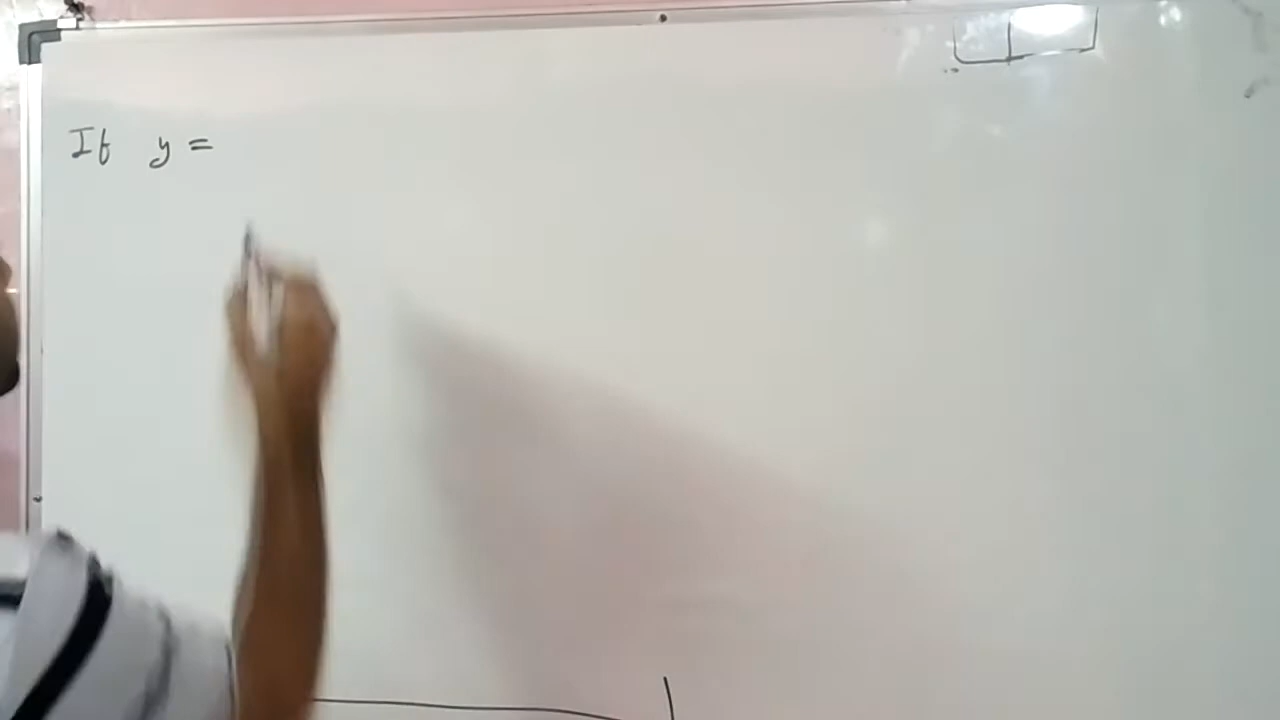 If y =